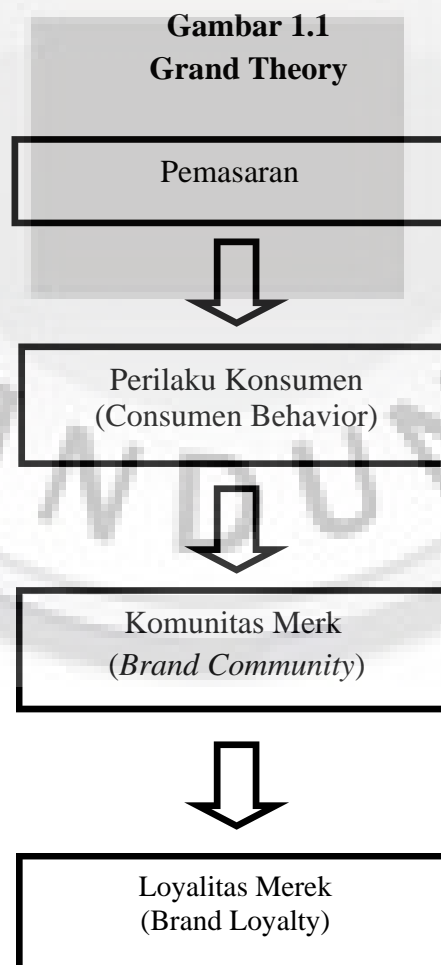 Gambar 1.1
Grand Theory
Pemasaran
Perilaku Konsumen
(Consumen Behavior)
Komunitas Merk
(Brand Community)
Loyalitas Merek
(Brand Loyalty)